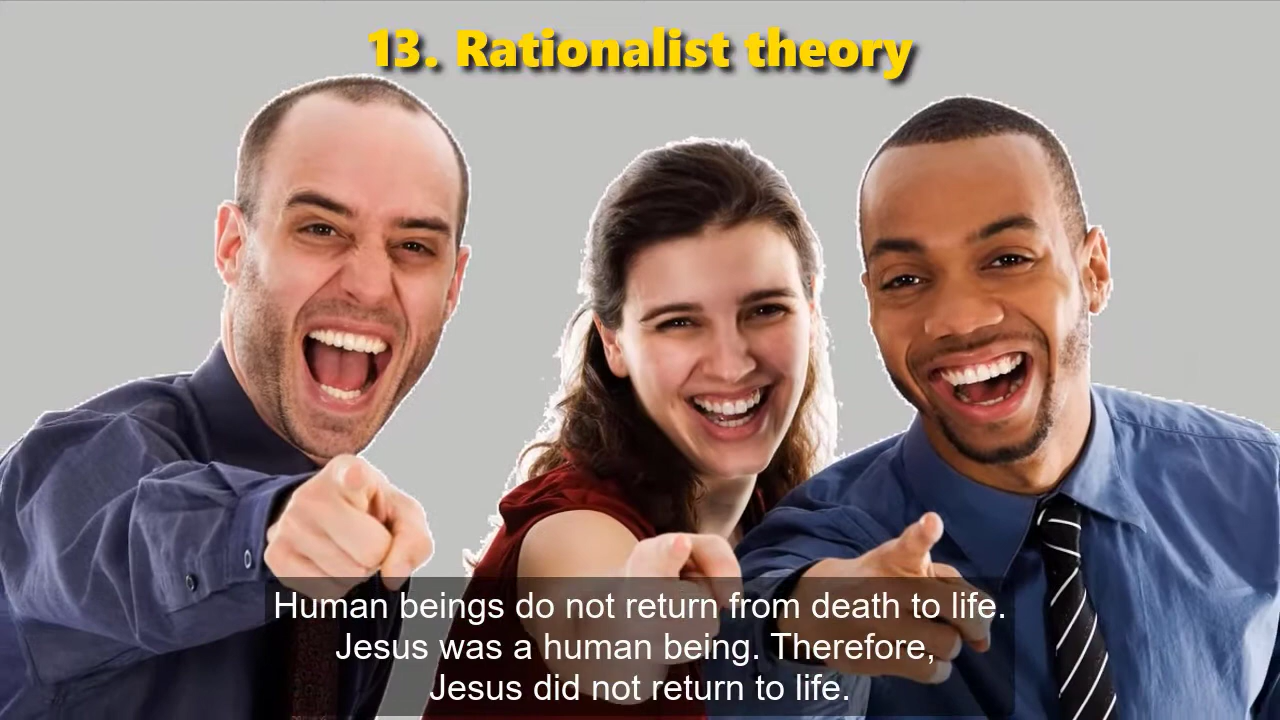 13. Rationalist theory
Human beings do not return from death to life.
Jesus was a human being. Therefore,
Jesus did not return to life.